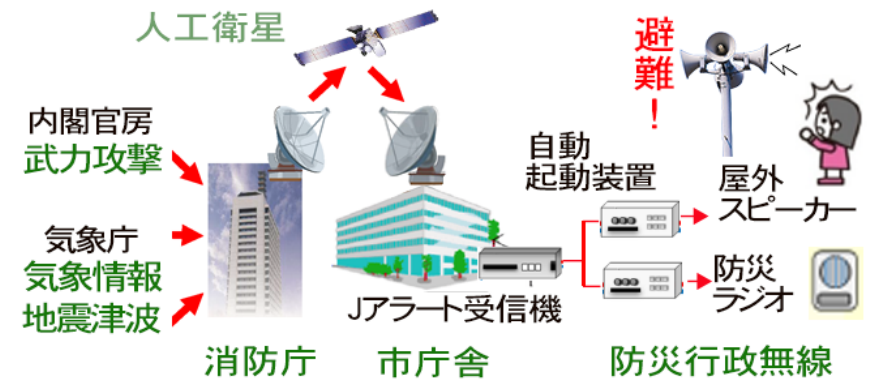 人工衛星
避難！
内閣官房
武力攻撃
自動
起動装置
屋外
スピーカー
気象庁
気象情報
地震津波
防災
ラジオ
Jアラート受信機
消防庁
市庁舎
防災行政無線